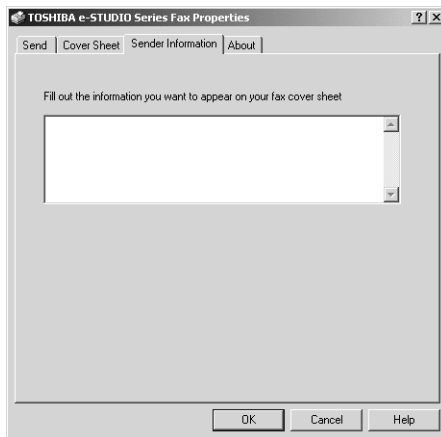 TOSHIBA e-STUDIO Series Fax Properties
Send Cover Sheet Sender Information About
Fill out the information you want to appear on your fax cover sheet
OK Cancel Help